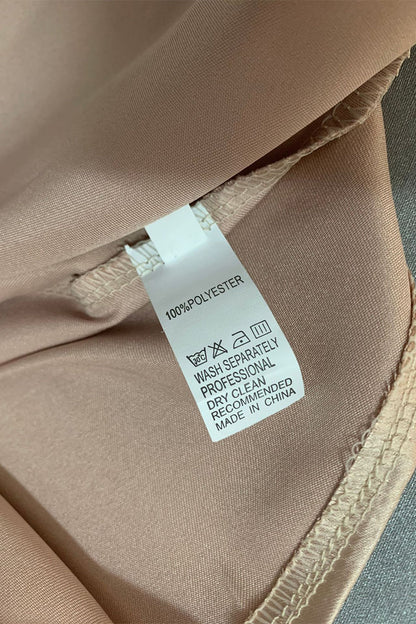 100%POLYESTER
WASH SEPARATELY
PROFESSIONAL
DRY CLEAN
RECOMMENDED
MADE IN CHINA